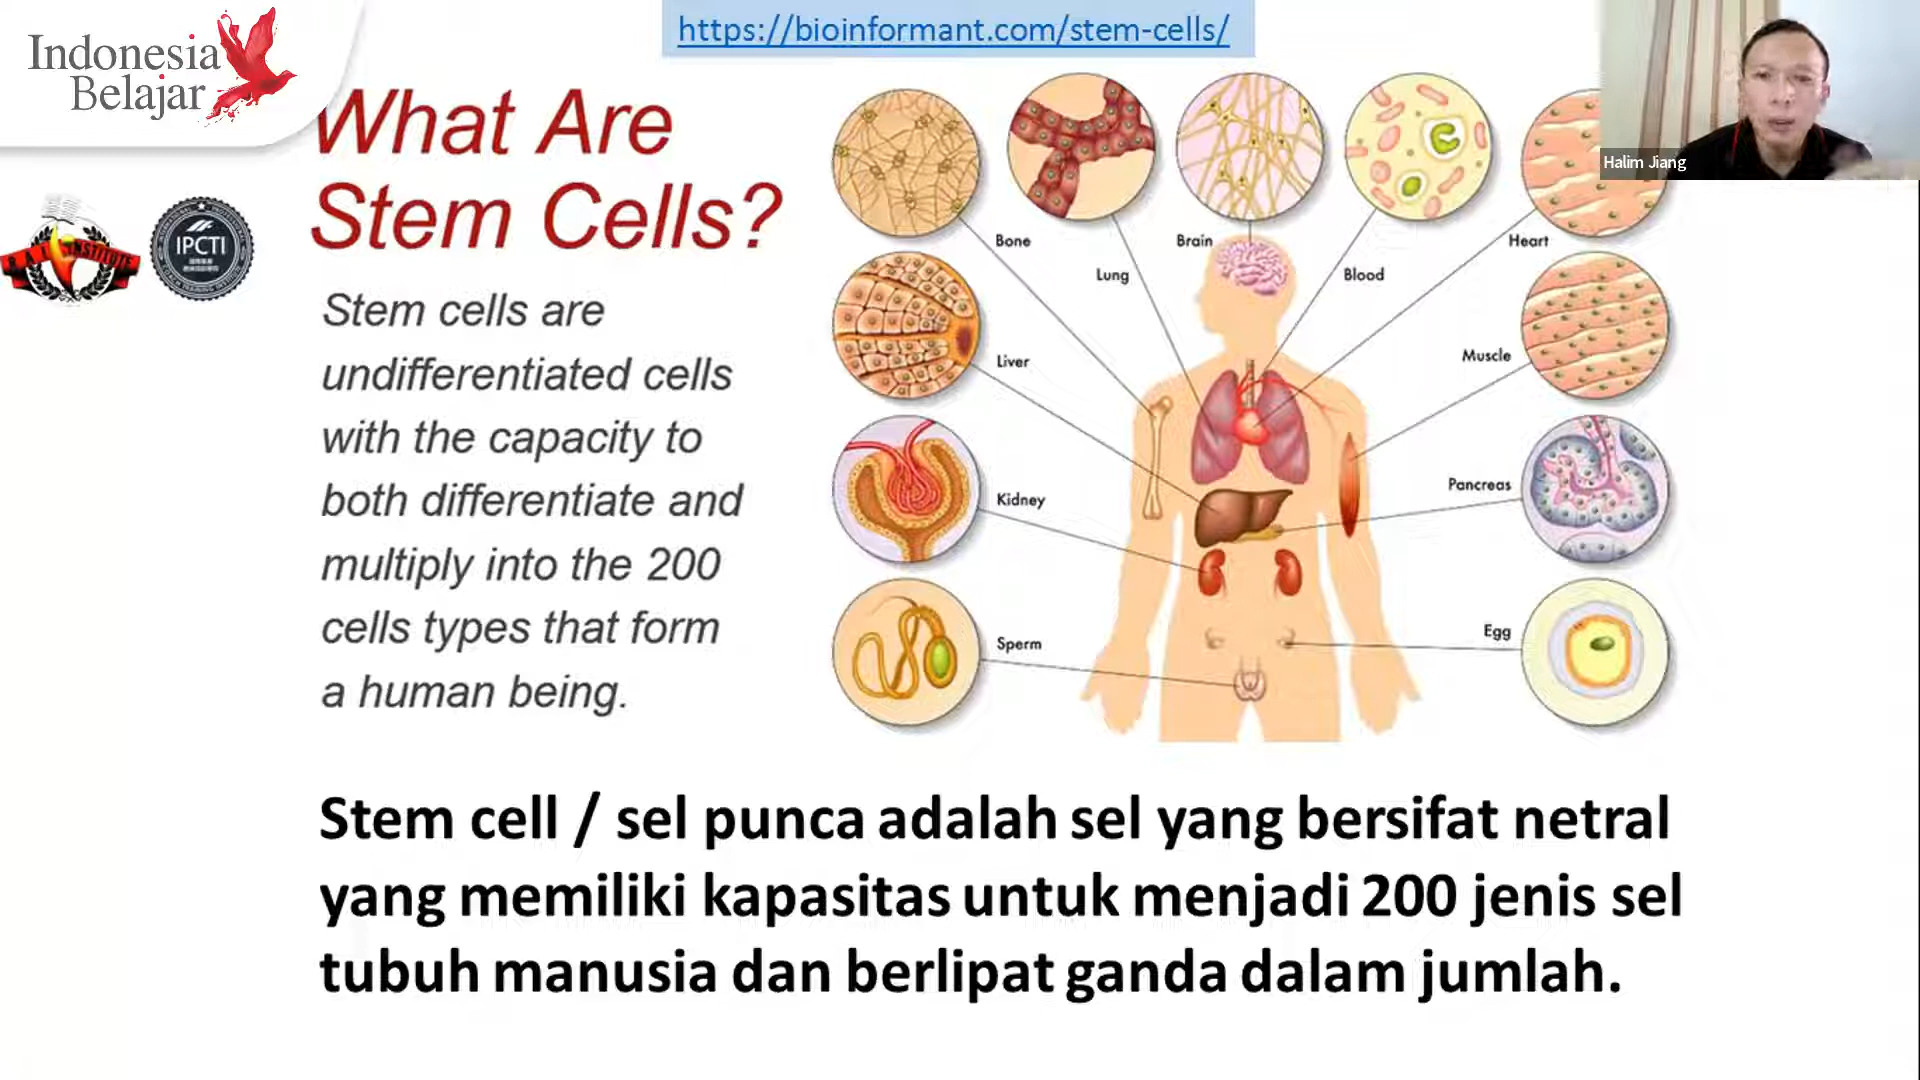 Indonesia
Belajar
https://bioinformant.com/stem-cells/
Halim Jiang
What Are
Stem Cells?
R A I INSTITUTE
IPCTI
Stem cells are
undifferentiated cells
with the capacity to
both differentiate and
multiply into the 200
cells types that form
a human being.
Bone
Lung
Brain
Blood
Heart
Liver
Muscle
Kidney
Pancreas
Sperm
Egg
Stem cell / sel punca adalah sel yang bersifat netral
yang memiliki kapasitas untuk menjadi 200 jenis sel
tubuh manusia dan berlipat ganda dalam jumlah.